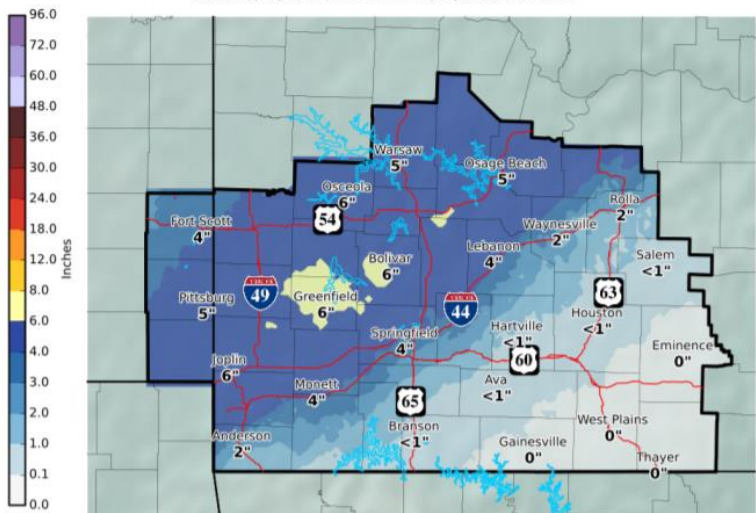 96.0
72.0
60.0
48.0
36.0
30.0
24.0
18.0
12.0
8.0
6.0
5.0
4.0
3.0
2.0
1.0
0.1
0.0
Inches
Warsaw
5"
Osage Beach
5"
Osceola
6"
54
Fort Scott
4"
Rolla
2"
Waynesville
2"
Lebanon
4"
Salem
<1"
Bolivar
6"
Pittsburg
5"
49
Greenfield
6"
44
63
Houston
<1"
Springfield
4"
Hartville
<1"
60
Eminence
0"
Joplin
6"
Monett
4"
65
Ava
<1"
Branson
<1"
West Plains
0"
Anderson
2"
Gainesville
0"
Thayer
0"